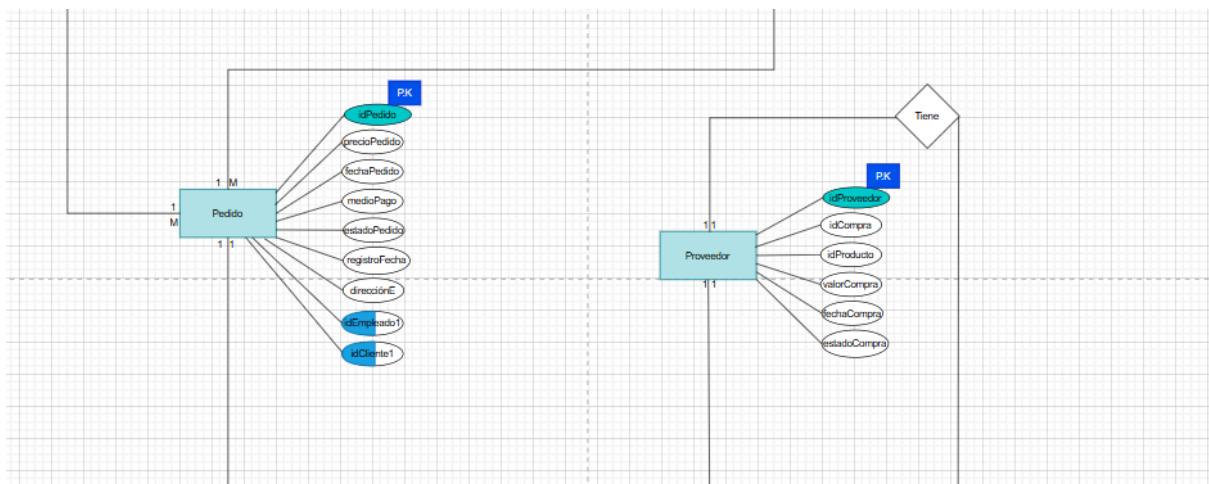 P.K
idPedido
precioPedido
fechaPedido
1 M
medioPago
1
M
Pedido
estadoPedido
1 1
registroFecha
direcciónE
idEmpleado1
idCliente1
Tiene
P.K
idProveedor
1 1
idCompra
Proveedor
idProducto
1 1
valorCompra
fechaCompra
estadoCompra